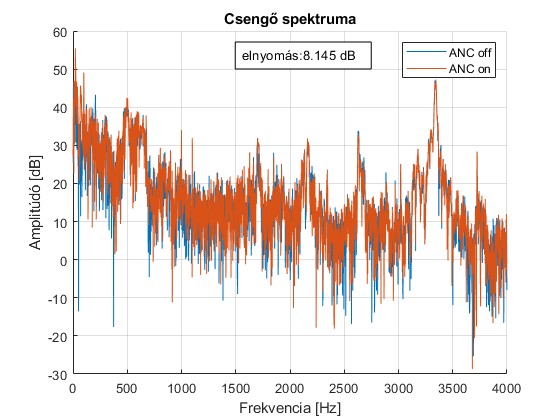 Csengő spektruma
elnyomás:8.145 dB
ANC off
ANC on
Amplitúdó [dB]
60
50
40
30
20
10
0
-10
-20
-30
0 500 1000 1500 2000 2500 3000 3500 4000
Frekvencia [Hz]